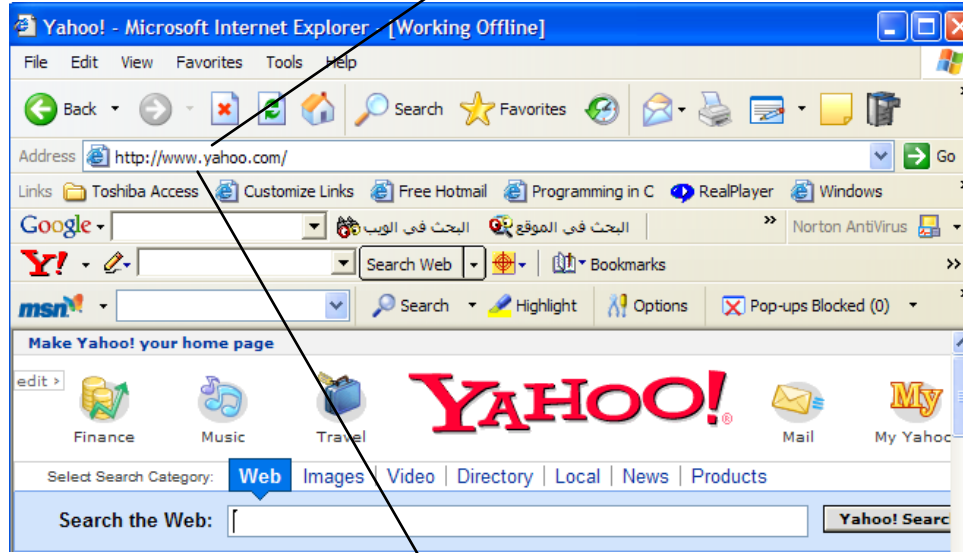 Yahoo! - Microsoft Internet Explorer - [Working Offline]
File Edit View Favorites Tools Help
Back Search Favorites
Address http://www.yahoo.com/ Go
Links Toshiba Access Customize Links Free Hotmail Programming in C RealPlayer Windows
Google البحث في الويب البحث في الموقع Norton AntiVirus
Y! Search Web Bookmarks
msn Search Highlight Options Pop-ups Blocked (0)
Make Yahoo! your home page
edit >
YAHOO! ®
My
Finance Music Travel Mail My Yahoo
Select Search Category: Web Images | Video | Directory | Local | News | Products
Search the Web: Yahoo! Searc